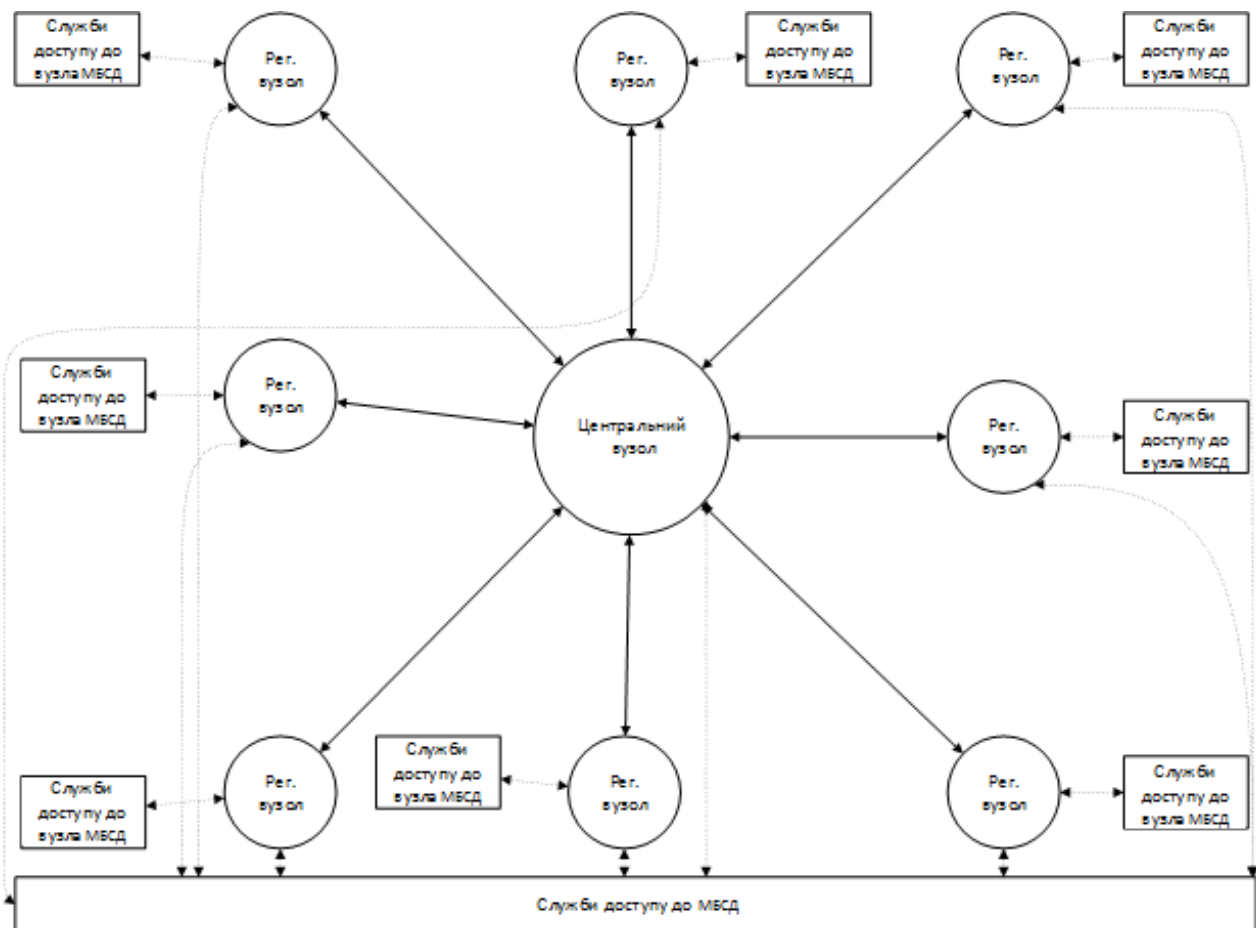 Служби
доступу до
вузла МБСД
Рег.
вузол
Рег.
вузол
Служби
доступу до
вузла МБСД
Рег.
вузол
Служби
доступу до
вузла МБСД
Служби
доступу до
вузла МБСД
Рег.
вузол
Центральний
вузол
Рег.
вузол
Служби
доступу до
вузла МБСД
Служби
доступу до
вузла МБСД
Рег.
вузол
Служби
доступу до
вузла МБСД
Рег.
вузол
Рег.
вузол
Служби
доступу до
вузла МБСД
Служби доступу до МБСД